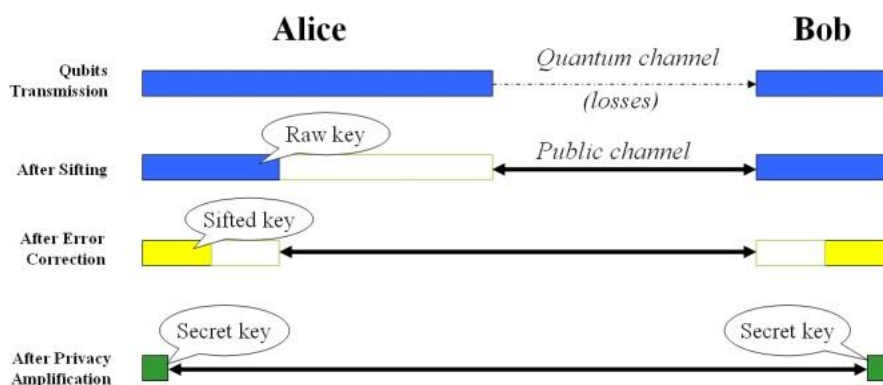 Alice
Bob
Qubits
Transmission
Quantum channel
(losses)
Raw key
After Sifting
Public channel
Sifted key
After Error
Correction
Secret key
Secret key
After Privacy
Amplification